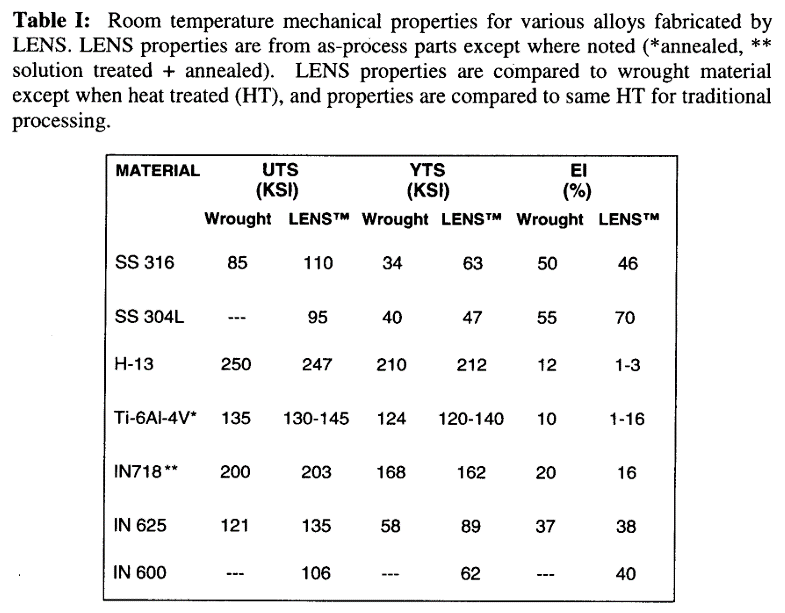 Table I: Room temperature mechanical properties for various alloys fabricated by
LENS. LENS properties are from as-process parts except where noted (*annealed, **
solution treated + annealed). LENS properties are compared to wrought material
except when heat treated (HT), and properties are compared to same HT for traditional
processing.
MATERIAL UTS YTS El
(KSI) (KSI) (%)
Wrought LENS™ Wrought LENS™ Wrought LENS™
SS 316 85 110 34 63 50 46
SS 304L --- 95 40 47 55 70
H-13 250 247 210 212 12 1-3
Ti-6Al-4V* 135 130-145 124 120-140 10 1-16
IN718** 200 203 168 162 20 16
IN 625 121 135 58 89 37 38
IN 600 --- 106 --- 62 --- 40